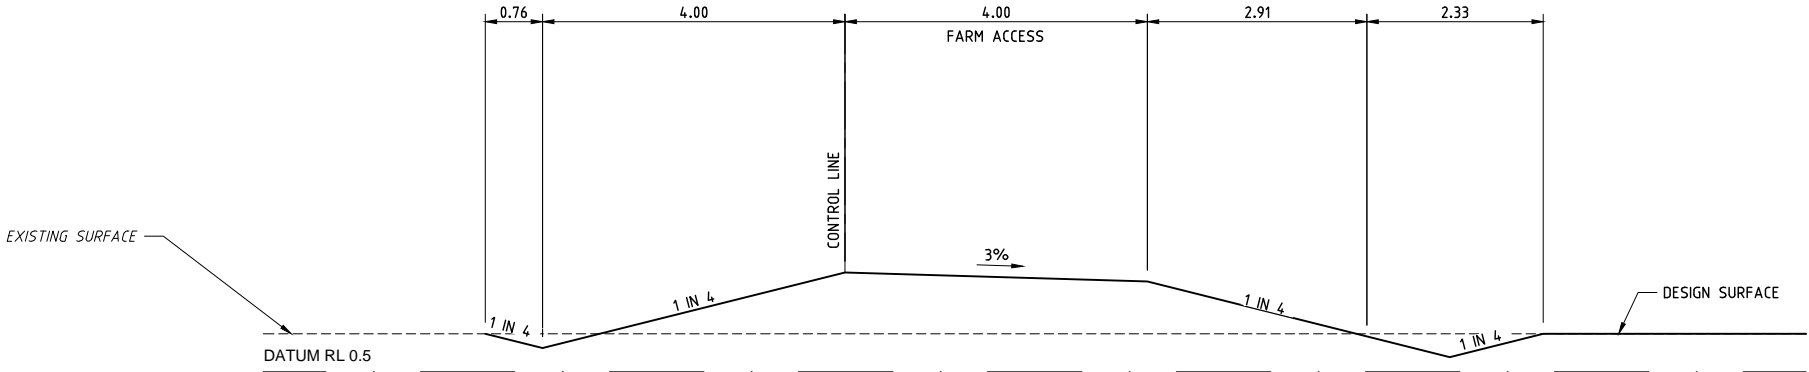 0.76
4.00
4.00
2.91
2.33
FARM ACCESS
CONTROL LINE
EXISTING SURFACE
3%
1 IN 4
1 IN 4
DESIGN SURFACE
1 IN 4
1 IN 4
DATUM RL 0.5